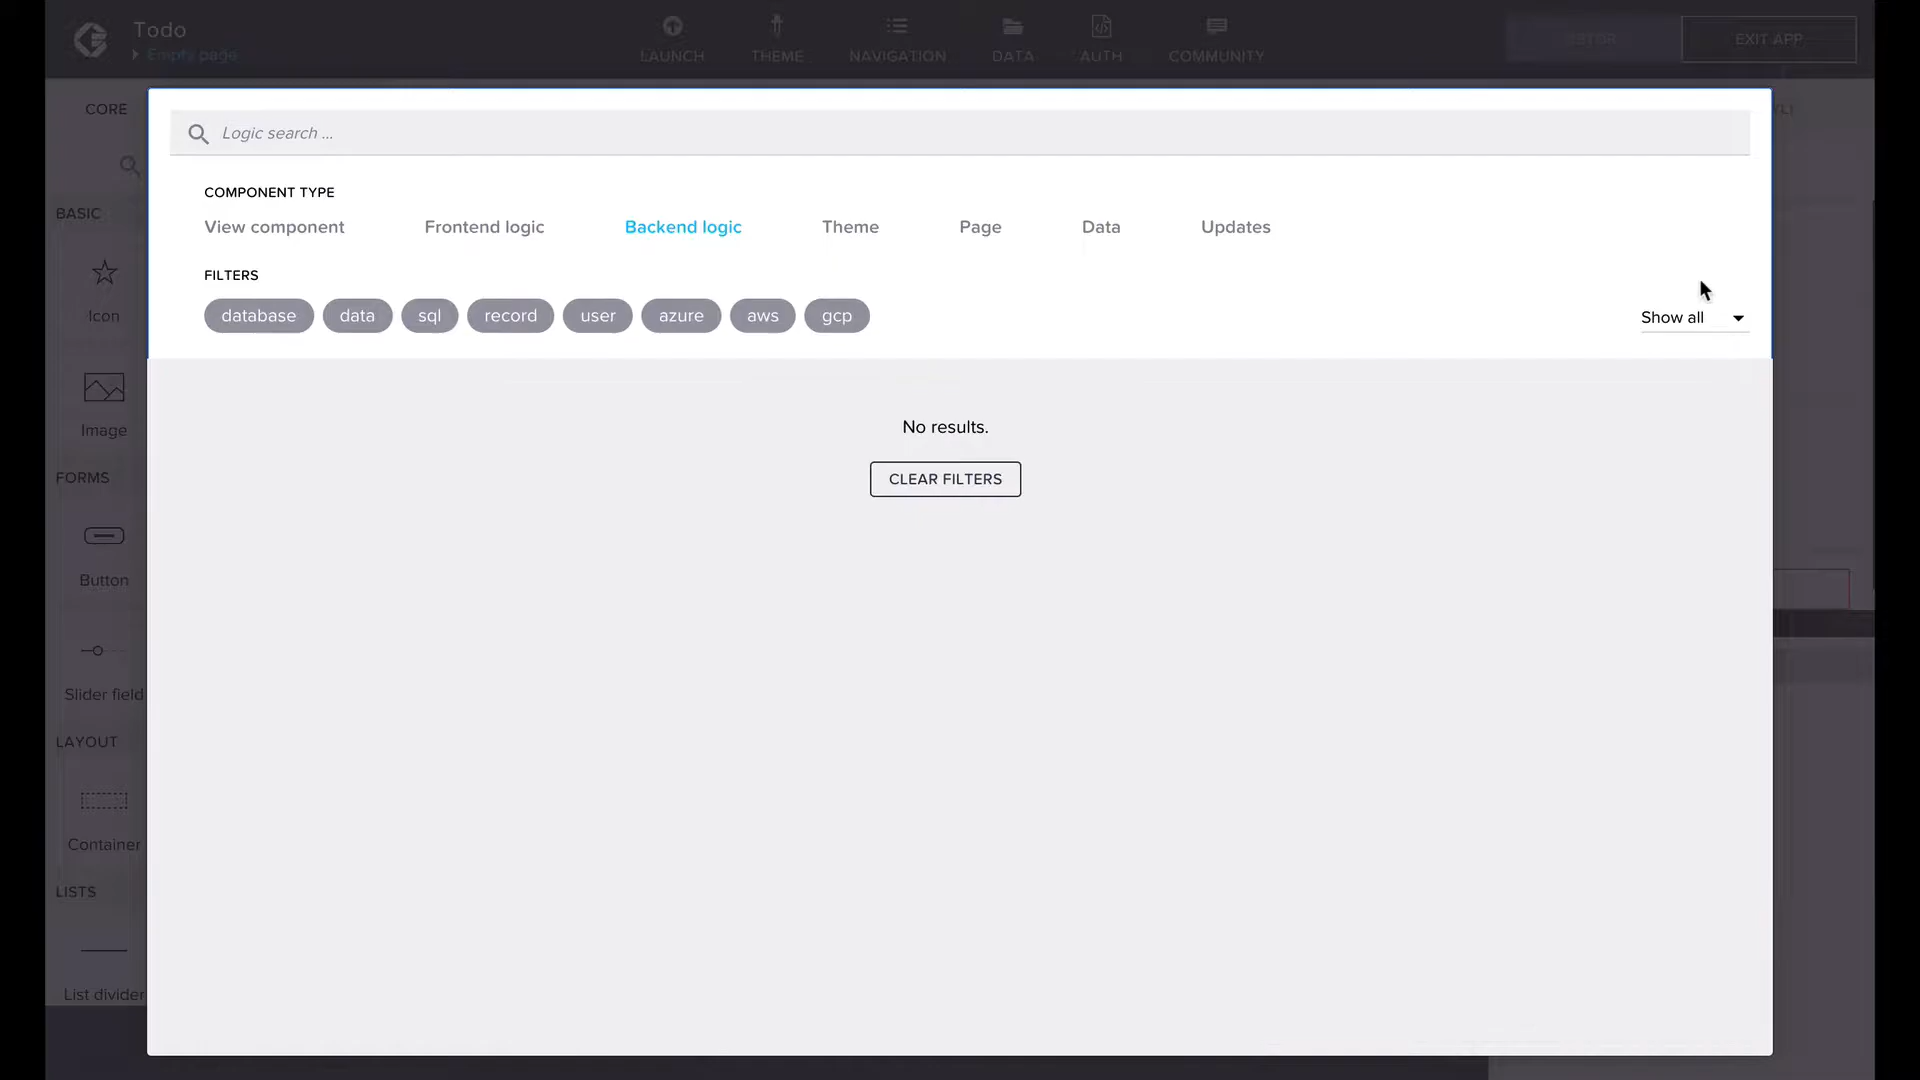 Todo
Empty page
LAUNCH
THEME
NAVIGATION
DATA
AUTH
COMMUNITY
EXIT APP
CORE
Logic search ...
COMPONENT TYPE
View component
Frontend logic
Backend logic
Theme
Page
Data
Updates
FILTERS
database
data
sql
record
user
azure
aws
gcp
Show all
No results.
CLEAR FILTERS
BASIC
Icon
Image
FORMS
Button
Slider field
LAYOUT
Container
LISTS
List divider